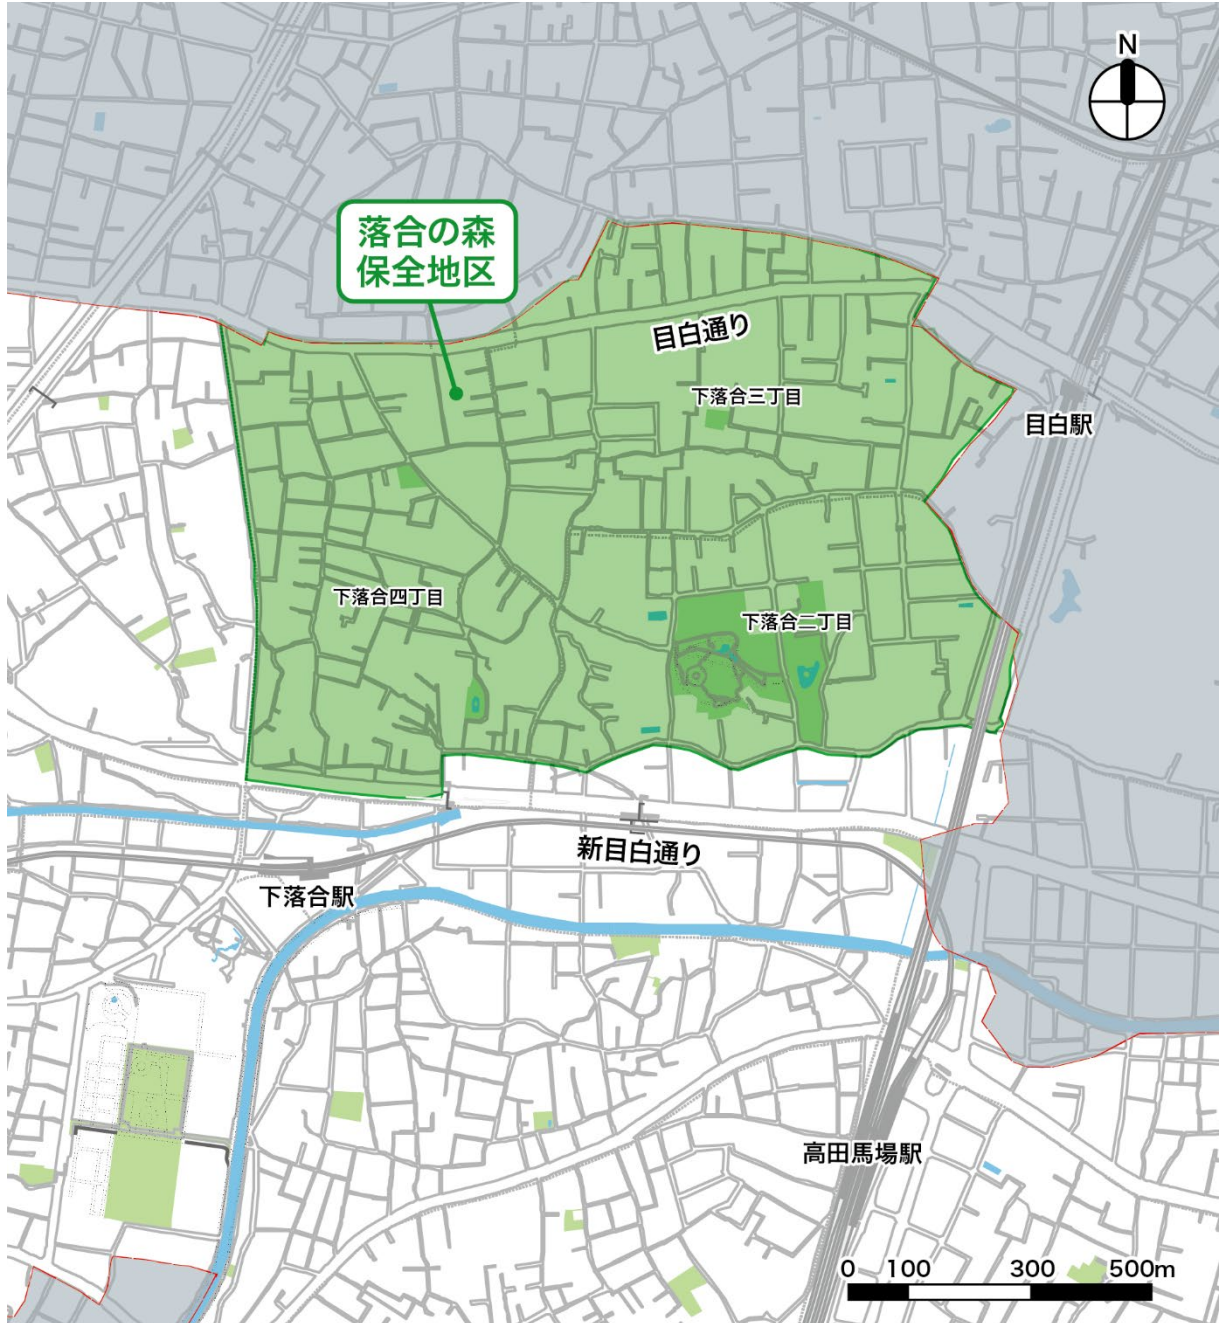 N
落合の森
保全地区
目白通り
下落合三丁目
目白駅
下落合四丁目
下落合二丁目
新目白通り
下落合駅
高田馬場駅
0 100 300 500m